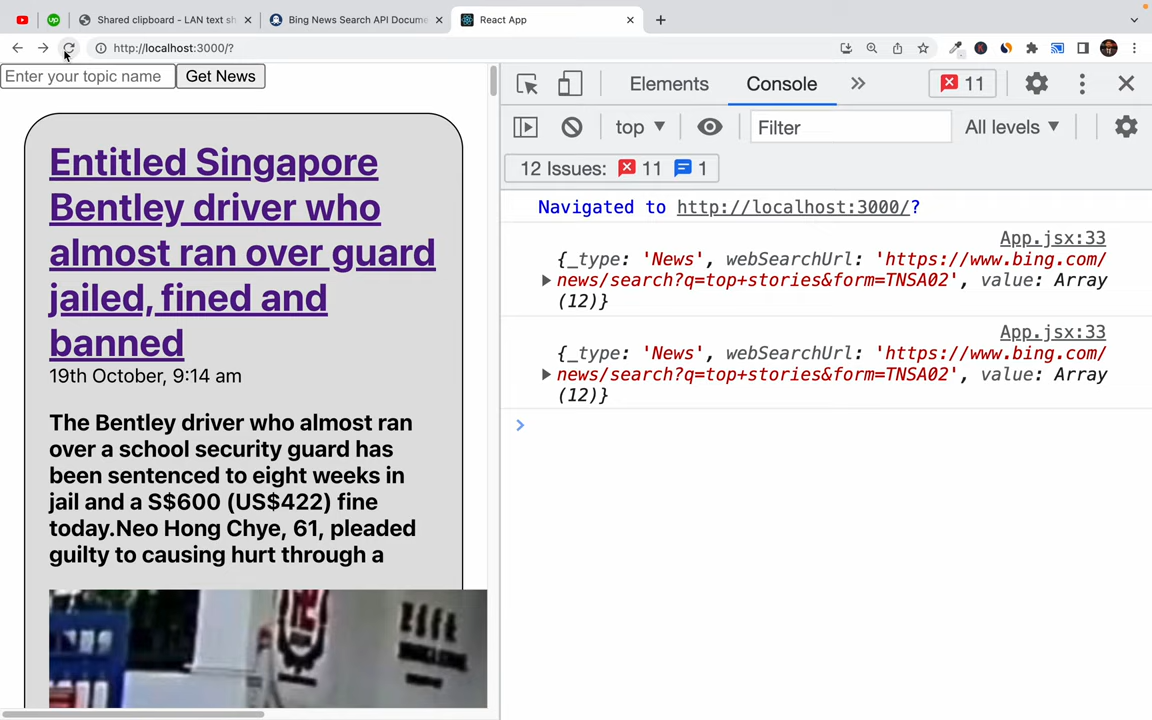 Shared clipboard - LAN text sh
Bing News Search API Docume
React App
http://localhost:3000/?
Enter your topic name
Get News
Elements
Console
11
top
Filter
All levels
12 Issues: 11 1
Navigated to http://localhost:3000/?
App.jsx:33
{_type: 'News', webSearchUrl: 'https://www.bing.com/
news/search?q=top+stories&form=TNSA02', value: Array
(12)}
App.jsx:33
{_type: 'News', webSearchUrl: 'https://www.bing.com/
news/search?q=top+stories&form=TNSA02', value: Array
(12)}
Entitled Singapore
Bentley driver who
almost ran over guard
jailed, fined and
banned
19th October, 9:14 am
The Bentley driver who almost ran
over a school security guard has
been sentenced to eight weeks in
jail and a S$600 (US$422) fine
today.Neo Hong Chye, 61, pleaded
guilty to causing hurt through a